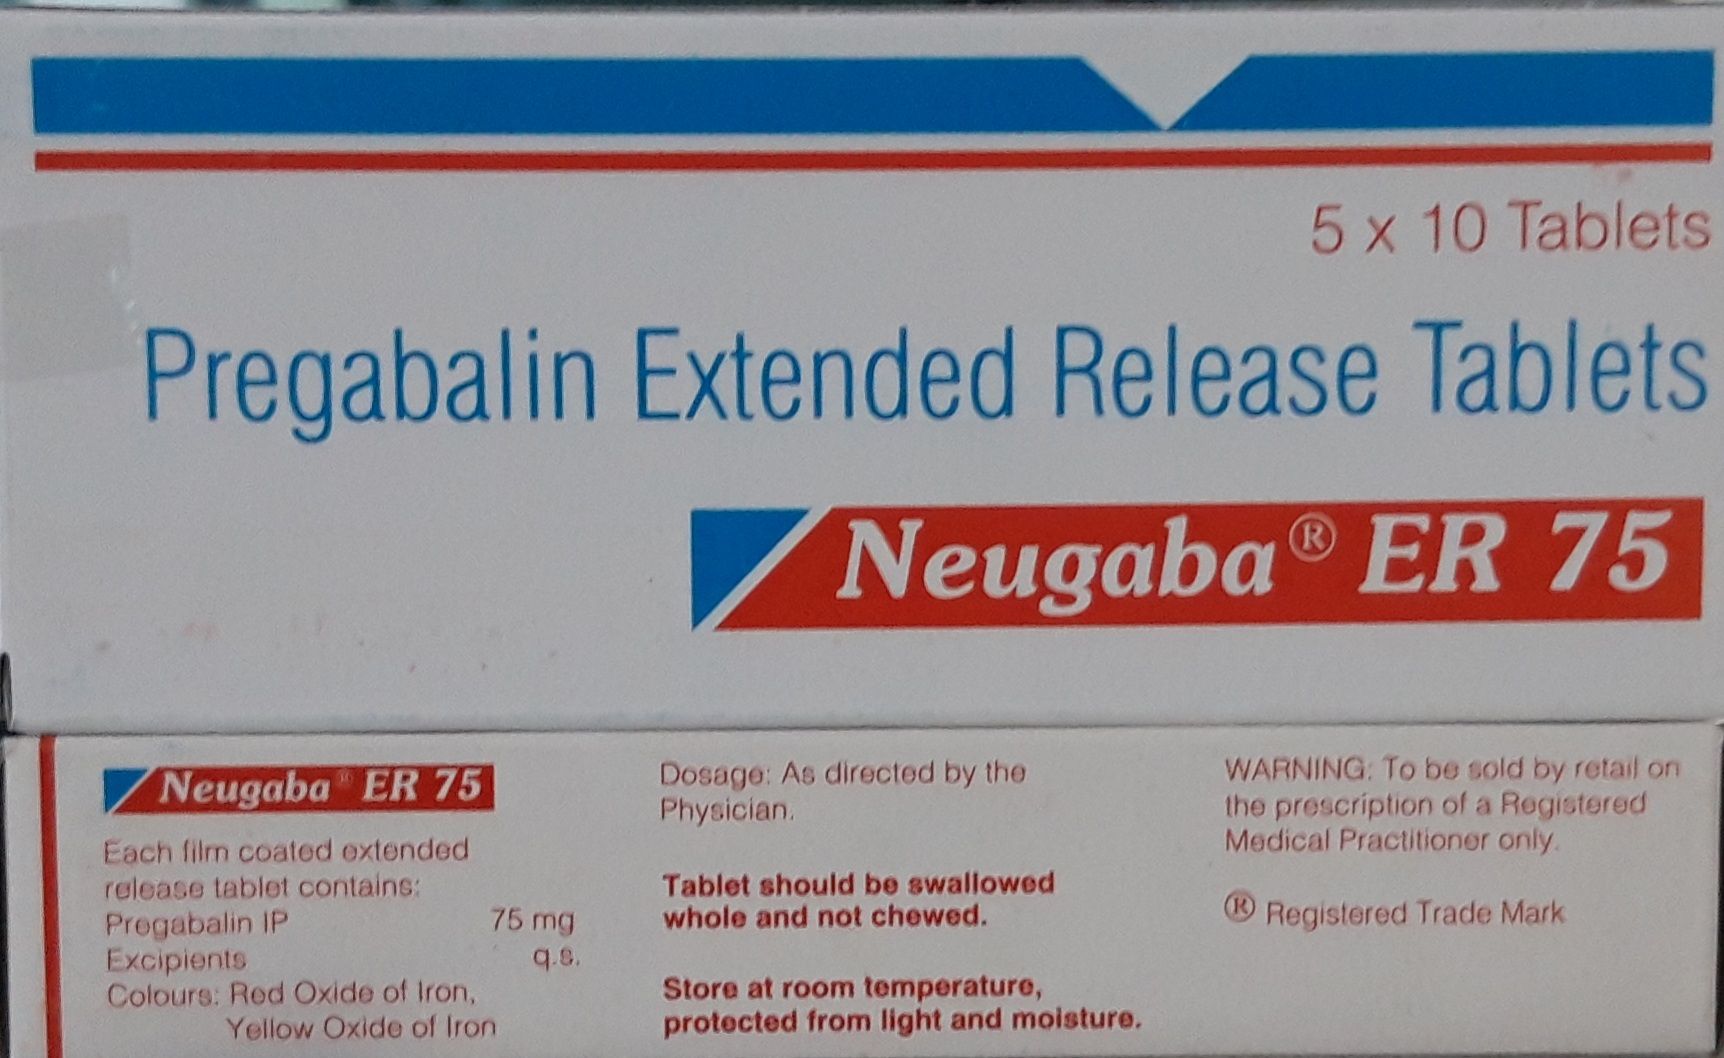 5 x 10 Tablets
Pregabalin Extended Release Tablets
Neugaba® ER 75
Neugaba® ER 75
Each film coated extended
release tablet contains:
Pregabalin IP 75 mg
Excipients q.s.
Colours: Red Oxide of Iron,
Yellow Oxide of Iron
Dosage: As directed by the
Physician.
Tablet should be swallowed
whole and not chewed.
Store at room temperature,
protected from light and moisture.
WARNING: To be sold by retail on
the prescription of a Registered
Medical Practitioner only.
® Registered Trade Mark